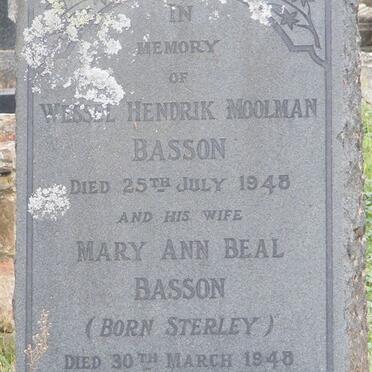 IN
MEMORY
OF
WESSEL HENDRIK MOOLMAN
BASSON
DIED 25TH JULY 1948
AND HIS WIFE
MARY ANN BEAL
BASSON
(BORN STERLEY)
DIED 30TH MARCH 1948